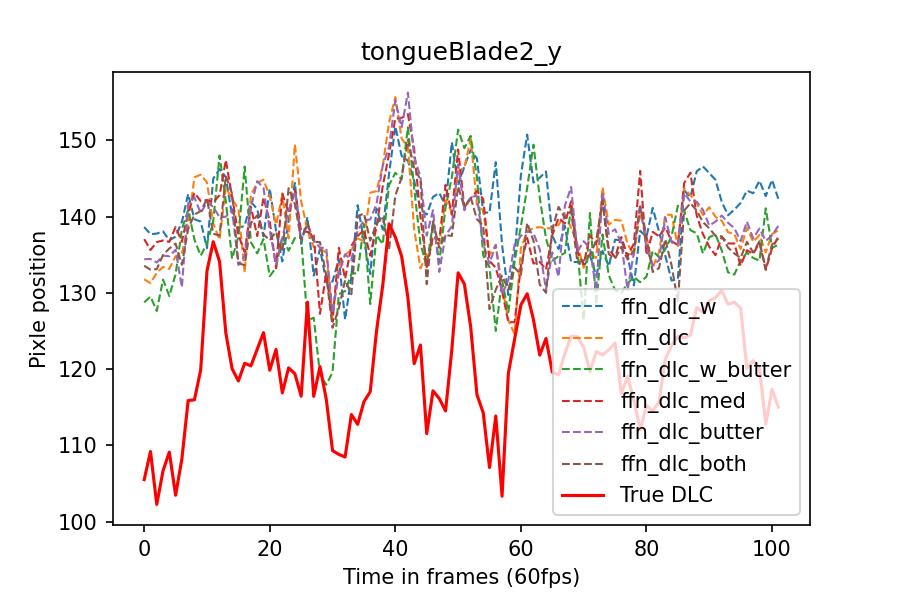 tongueBlade2_y
Pixle position
150
140
130
120
110
100
0 20 40 60 80 100
Time in frames (60fps)
ffn_dlc_w
ffn_dlc
ffn_dlc_w_butter
ffn_dlc_med
ffn_dlc_butter
ffn_dlc_both
True DLC